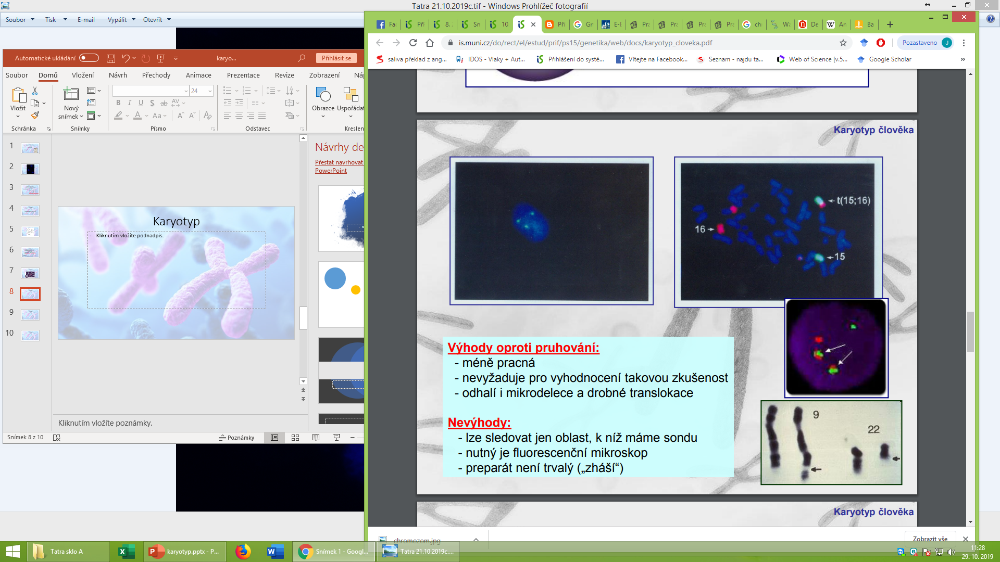 Tatra 21.10.2019c.tif - Windows Prohlížeč fotografií
Soubor Tisk E-mail Vypálit Otevřít
Automatické ukládání karyo... Přihlásit se
Soubor Domů Vložení Návrh Přechody Animace Prezentace Revize Zobrazení
24
Vložit
Nový
snímek
B I U S ab AV
A Aa A A
Obrazce Uspořádat
Schránka Snímky Písmo Odstavec Kreslen
1
2
3
4
5
6
7
8
9
10
Karyotyp
- Kliknutím vložíte podnadpis.
Návrhy de
Přestat navrhovat
PowerPoint
Kliknutím vložíte poznámky.
Snímek 8 z 10 Poznámky
Fa Př 8. Sn 10. Př Gn E-E Pra Pra Pra Pra ch Wa De An Ba
is.muni.cz/do/rect/el/estud/prif/ps15/genetika/web/docs/karyotyp_cloveka.pdf
Pozastaveno J
saliva překlad z ang... IDOS - Vlaky + Aut... Přihlášení do systé... Vítejte na Facebook... Seznam - najdu ta... Web of Science [v.5... Google Scholar
Karyotyp člověka
t(15;16)
16
15
Výhody oproti pruhování:
- méně pracná
- nevyžaduje pro vyhodnocení takovou zkušenost
- odhalí i mikrodelece a drobné translokace
Nevýhody:
- lze sledovat jen oblast, k níž máme sondu
- nutný je fluorescenční mikroskop
- preparát není trvalý („zháší“)
9
22
Karyotyp člověka
chromozom.jpg
Zobrazit vše
Tatra sklo A karyotyp.pptx - P... Snímek 1 - Googl... Tatra 21.10.2019c....
11:28
29. 10. 2019